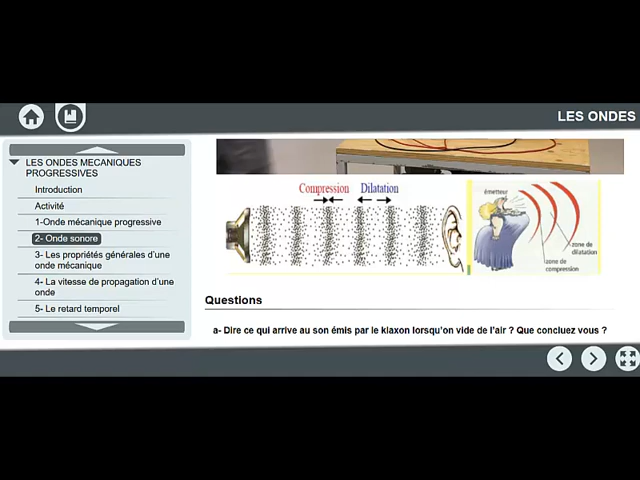 LES ONDES
LES ONDES MECANIQUES
PROGRESSIVES
Introduction
Activité
1-Onde mécanique progressive
2- Onde sonore
3- Les propriétés générales d'une
onde mécanique
4- La vitesse de propagation d'une
onde
5- Le retard temporel
Compression Dilatation
émetteur
zone de
dilatation
zone de
compression
Questions
a- Dire ce qui arrive au son émis par le klaxon lorsqu'on vide de l'air ? Que concluez vous ?